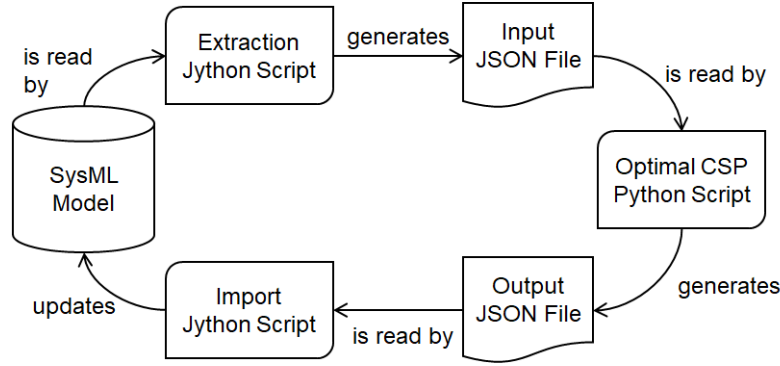 is read
by
Extraction
Jython Script
generates
Input
JSON File
is read by
SysML
Model
Optimal CSP
Python Script
updates
Import
Jython Script
is read by
Output
JSON File
generates